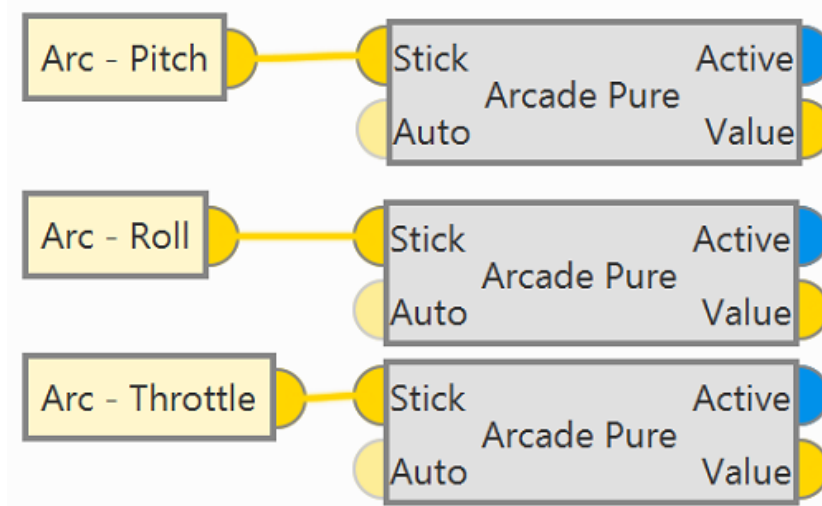 Arc - Pitch
Stick
Active
Arcade Pure
Auto
Value
Arc - Roll
Stick
Active
Arcade Pure
Auto
Value
Arc - Throttle
Stick
Active
Arcade Pure
Auto
Value